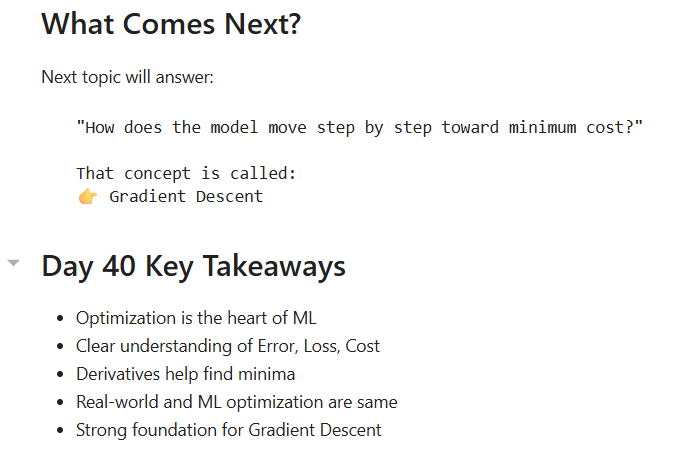 What Comes Next?
Next topic will answer:
"How does the model move step by step toward minimum cost?"
That concept is called:
👉 Gradient Descent
Day 40 Key Takeaways
• Optimization is the heart of ML
• Clear understanding of Error, Loss, Cost
• Derivatives help find minima
• Real-world and ML optimization are same
• Strong foundation for Gradient Descent